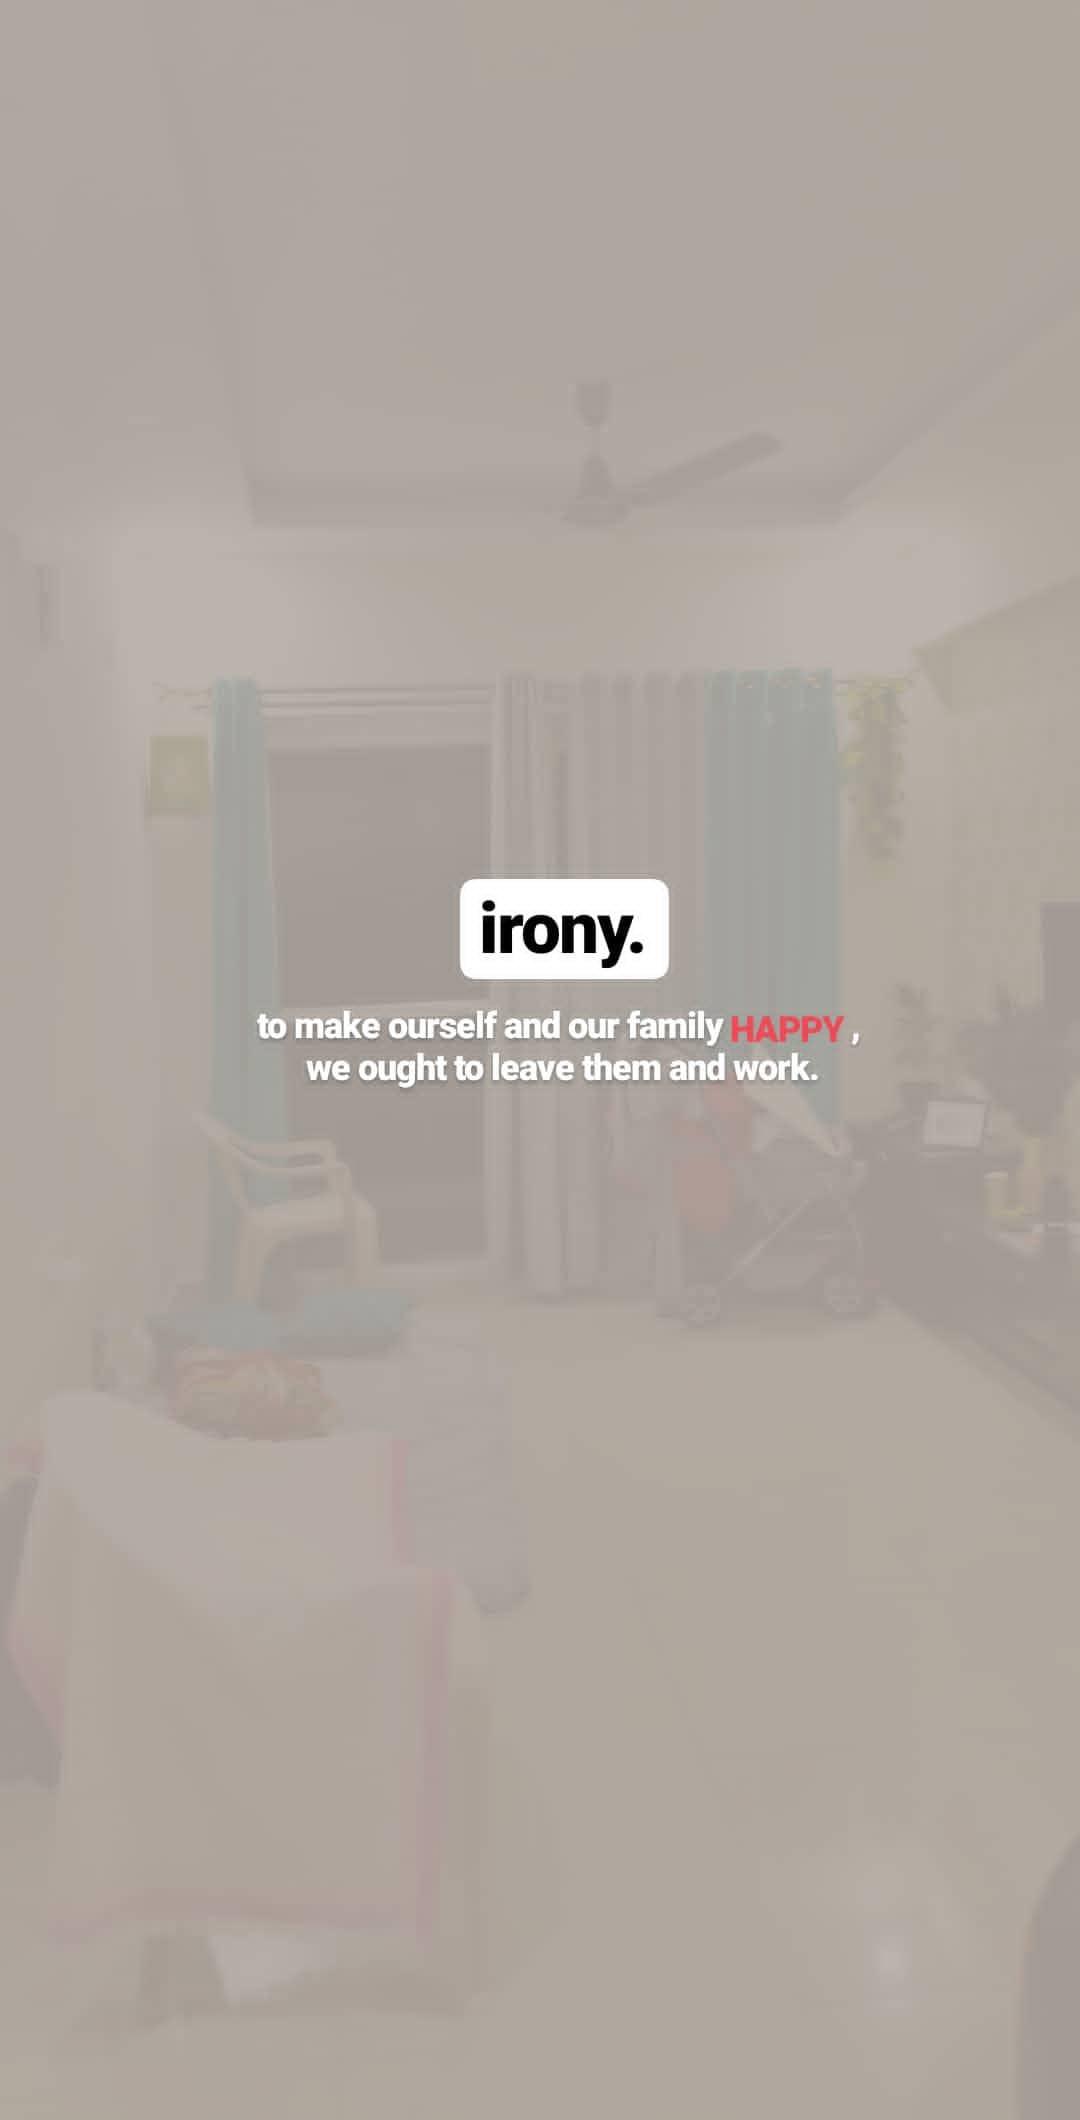 irony.
to make ourself and our family HAPPY ,
we ought to leave them and work.